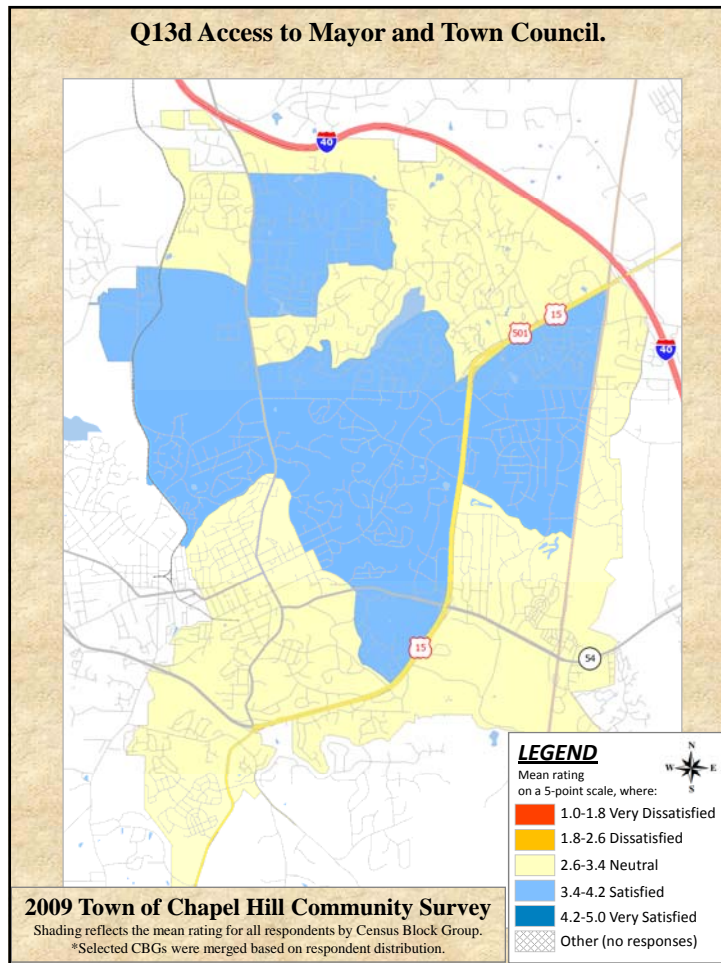 Q13d Access to Mayor and Town Council.
40
15
501
40
15
54
LEGEND
Mean rating
on a 5-point scale, where:
N
W E
S
1.0-1.8 Very Dissatisfied
1.8-2.6 Dissatisfied
2.6-3.4 Neutral
3.4-4.2 Satisfied
4.2-5.0 Very Satisfied
Other (no responses)
2009 Town of Chapel Hill Community Survey
Shading reflects the mean rating for all respondents by Census Block Group.
*Selected CBGs were merged based on respondent distribution.